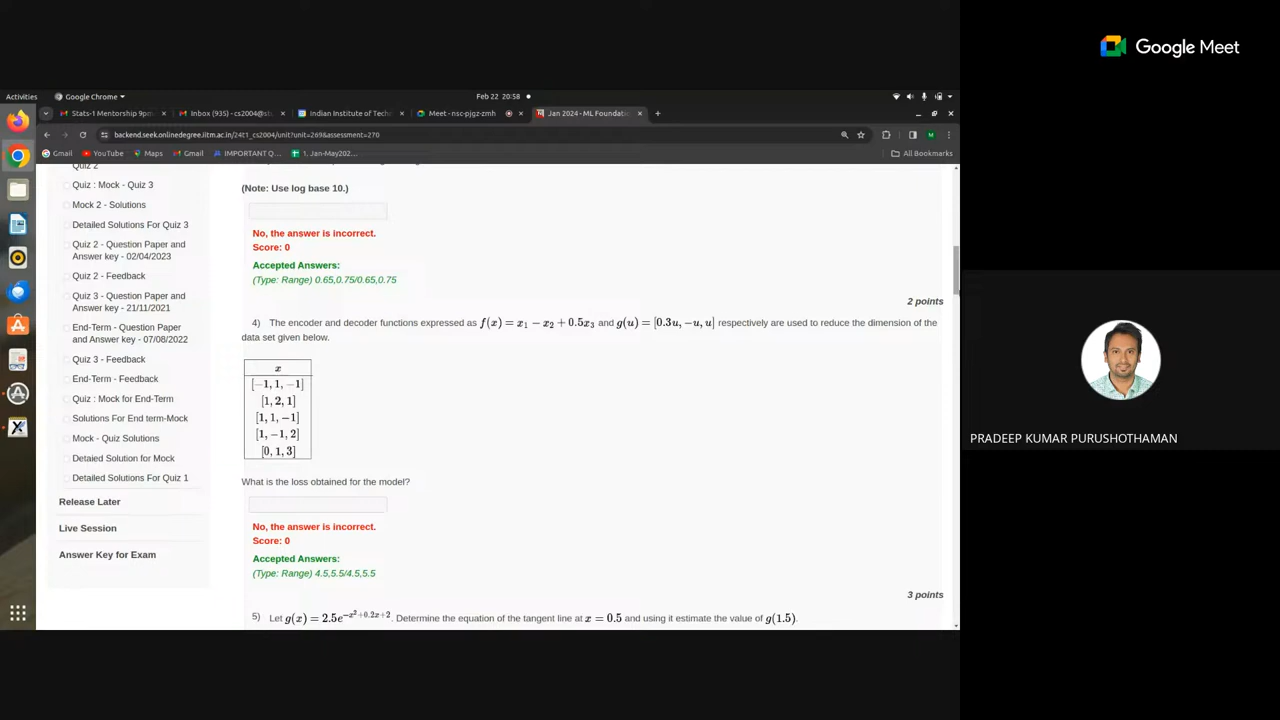 Google Meet
Activities
Google Chrome
Feb 22 20:58
Stats-1 Mentorship 9pm
Inbox (935) - cs2004@st
Indian Institute of Tech
Meet - nsc-pjgz-zmh
Jan 2024 - ML Foundatio
backend.seek.onlinedegree.iitm.ac.in/24t1_cs2004/unit?unit=269&assessment=270
Gmail
YouTube
Maps
Gmail
IMPORTANT Q...
1. Jan-May202...
All Bookmarks
Quiz 2
Quiz : Mock - Quiz 3
Mock 2 - Solutions
Detailed Solutions For Quiz 3
Quiz 2 - Question Paper and
Answer key - 02/04/2023
Quiz 2 - Feedback
Quiz 3 - Question Paper and
Answer key - 21/11/2021
End-Term - Question Paper
and Answer key - 07/08/2022
Quiz 3 - Feedback
End-Term - Feedback
Quiz : Mock for End-Term
Solutions For End term-Mock
Mock - Quiz Solutions
Detaied Solution for Mock
Detailed Solutions For Quiz 1
Release Later
Live Session
Answer Key for Exam
(Note: Use log base 10.)
No, the answer is incorrect.
Score: 0
Accepted Answers:
(Type: Range) 0.65,0.75/0.65,0.75
2 points
4) The encoder and decoder functions expressed as f(x) = x₁ − x₂ + 0.5x₃ and g(u) = [0.3u, −u, u] respectively are used to reduce the dimension of the
data set given below.
x
[−1, 1, −1]
[1, 2, 1]
[1, 1, −1]
[1, −1, 2]
[0, 1, 3]
What is the loss obtained for the model?
No, the answer is incorrect.
Score: 0
Accepted Answers:
(Type: Range) 4.5,5.5/4.5,5.5
3 points
5) Let g(x) = 2.5e^{−x²+0.2x+2}. Determine the equation of the tangent line at x = 0.5 and using it estimate the value of g(1.5).
PRADEEP KUMAR PURUSHOTHAMAN